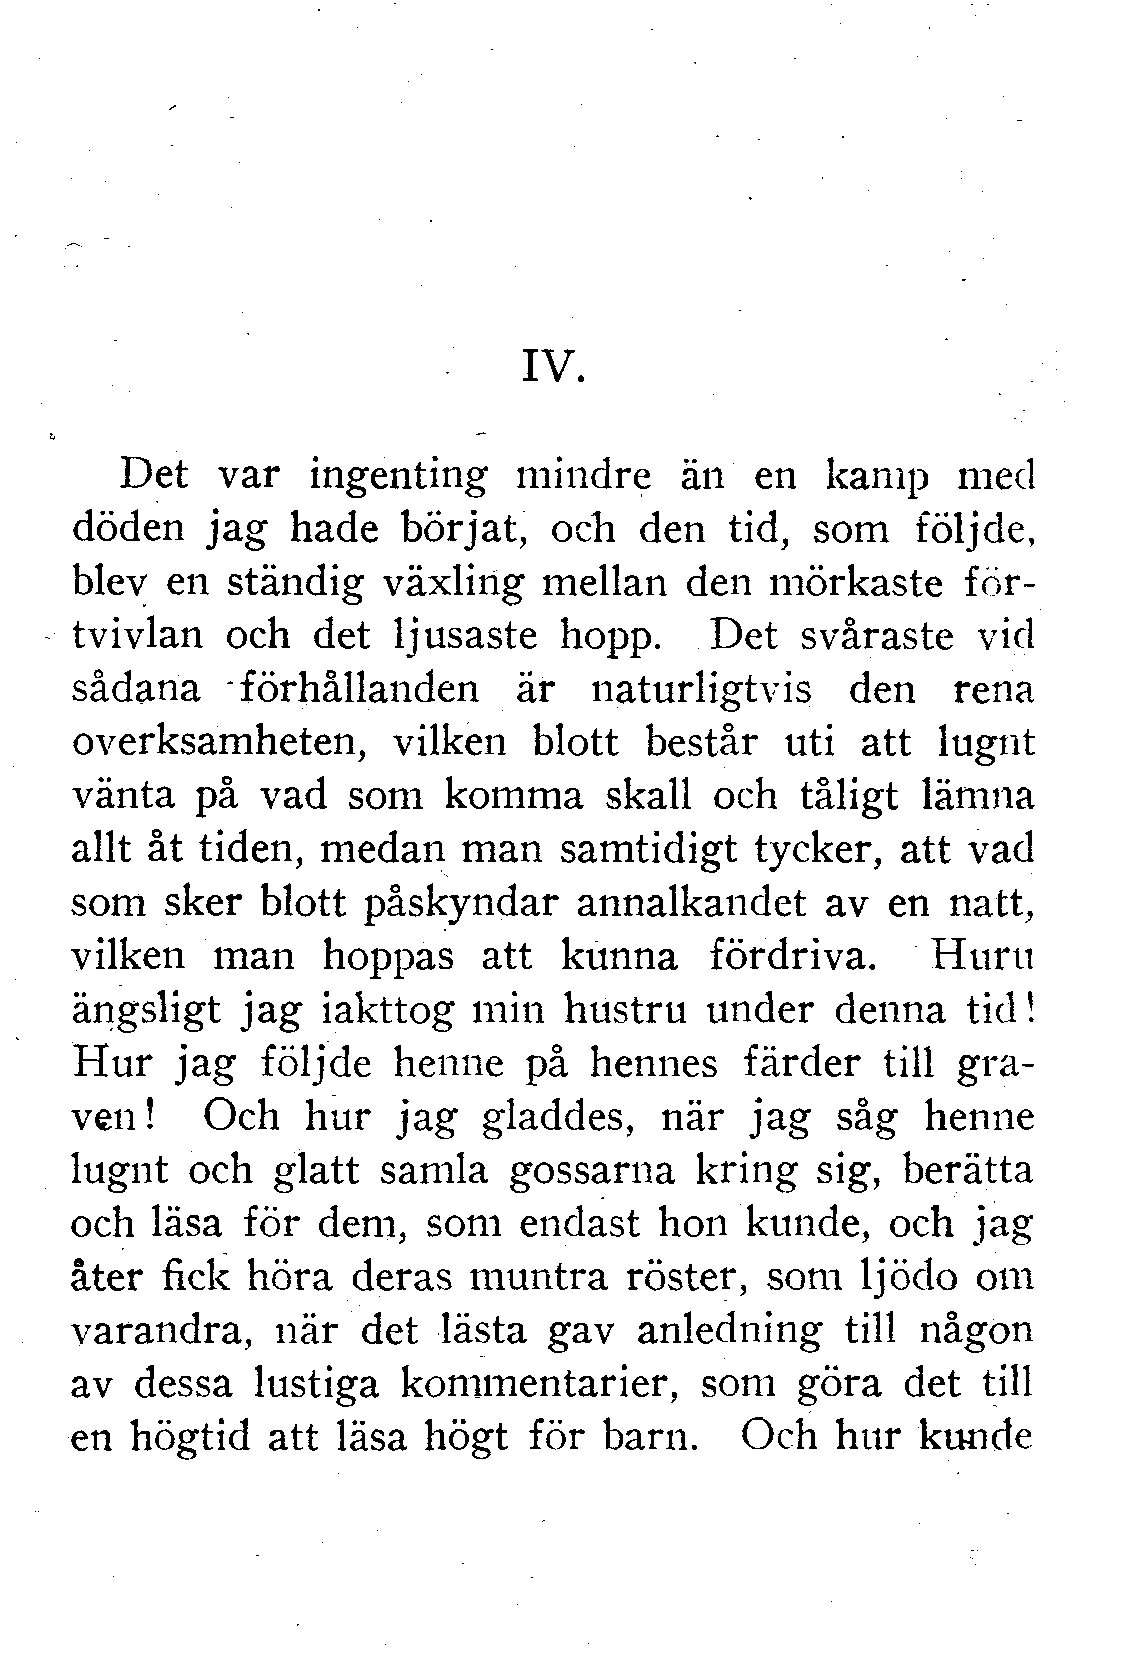 IV.
Det var ingenting mindre än en kamp med
döden jag hade börjat, och den tid, som följde,
blev en ständig växling mellan den mörkaste för-
tvivlan och det ljusaste hopp. Det svåraste vid
sådana förhållanden är naturligtvis den rena
overksamheten, vilken blott består uti att lugnt
vänta på vad som komma skall och tåligt lämna
allt åt tiden, medan man samtidigt tycker, att vad
som sker blott påskyndar annalkandet av en natt,
vilken man hoppas att kunna fördriva. Huru
ängsligt jag iakttog min hustru under denna tid!
Hur jag följde henne på hennes färder till gra-
ven! Och hur jag gladdes, när jag såg henne
lugnt och glatt samla gossarna kring sig, berätta
och läsa för dem, som endast hon kunde, och jag
åter fick höra deras muntra röster, som ljödo om
varandra, när det lästa gav anledning till någon
av dessa lustiga kommentarier, som göra det till
en högtid att läsa högt för barn. Och hur kunde